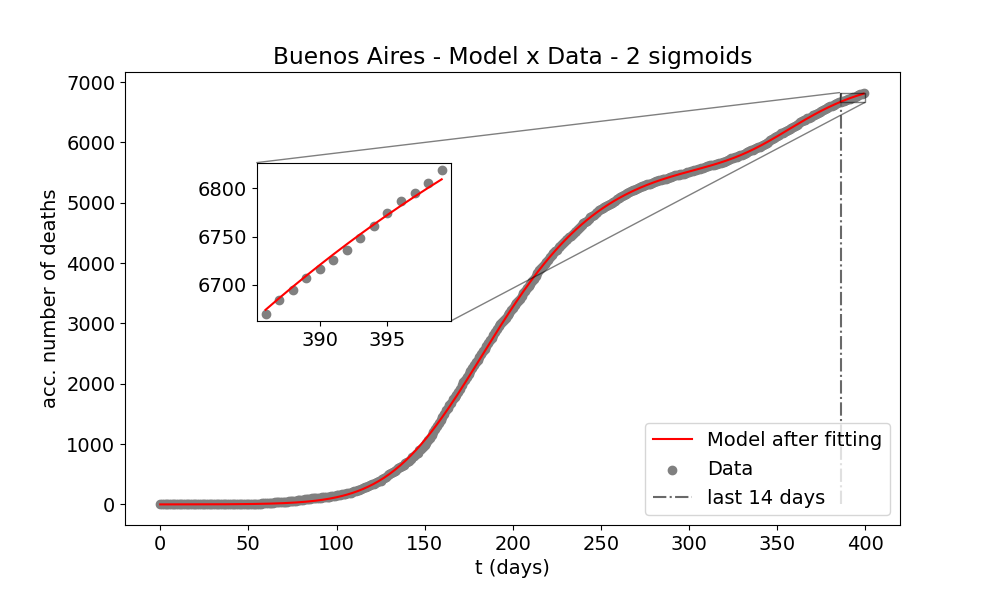 Buenos Aires - Model x Data - 2 sigmoids
acc. number of deaths
7000
6000
5000
4000
3000
2000
1000
0
6800
6750
6700
390 395
Model after fitting
Data
last 14 days
0 50 100 150 200 250 300 350 400
t (days)